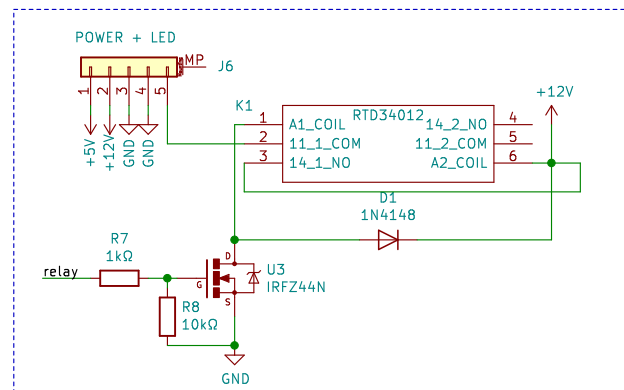 POWER + LED
MP
J6
1
2
3
4
5
+5V
+12V
GND
GND
K1
RTD34012
1
A1_COIL
14_2_NO
4
2
11_1_COM
11_2_COM
5
3
14_1_NO
A2_COIL
6
+12V
D1
1N4148
R7
1kΩ
relay
D
G
S
U3
IRFZ44N
R8
10kΩ
GND